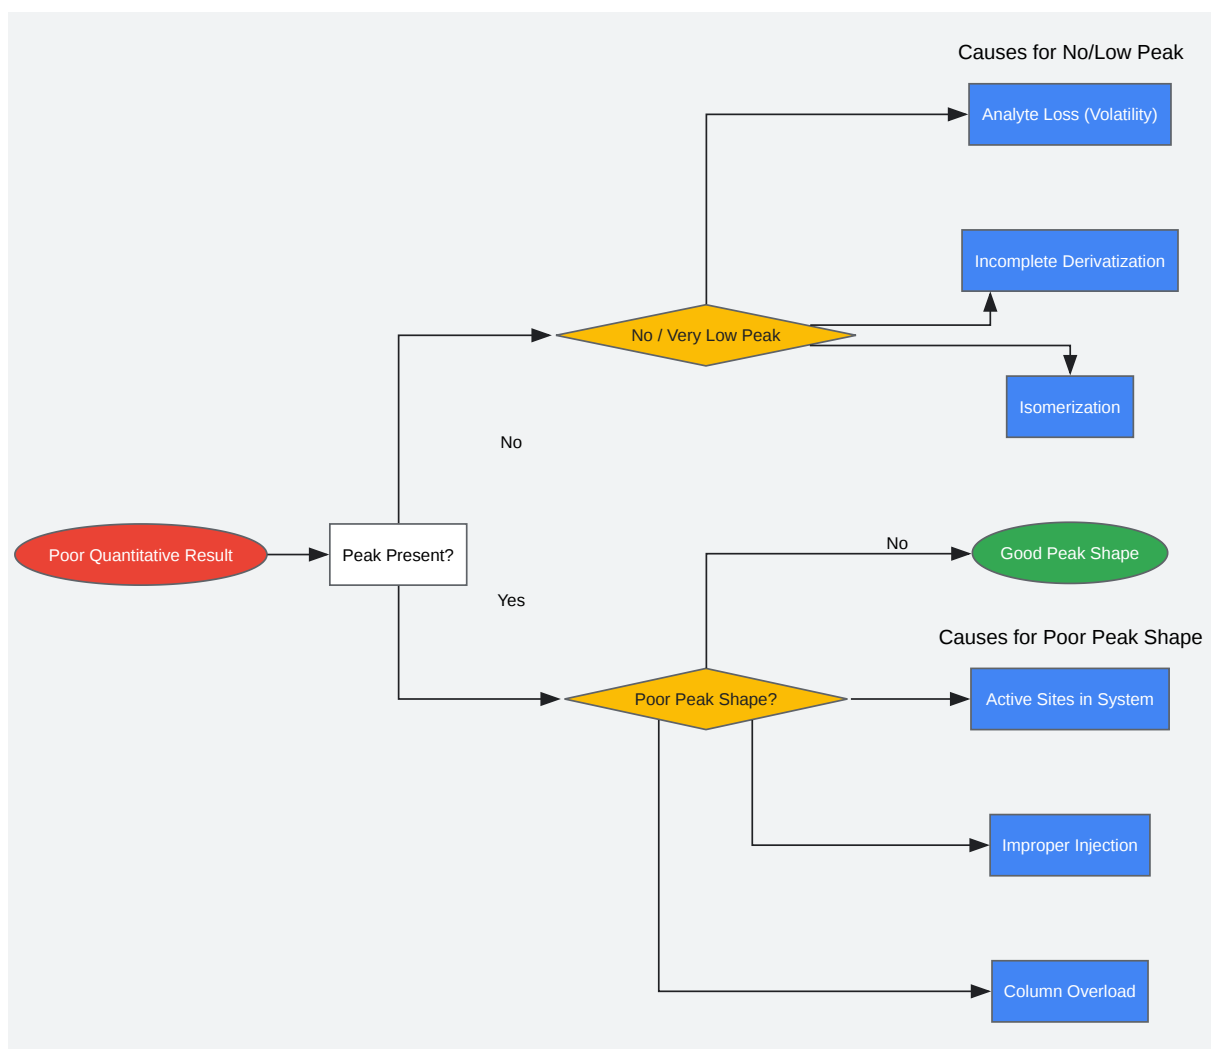 Causes for No/Low Peak
Analyte Loss (Volatility)
Incomplete Derivatization
No / Very Low Peak
Isomerization
No
Poor Quantitative Result
Peak Present?
No
Good Peak Shape
Yes
Causes for Poor Peak Shape
Poor Peak Shape?
Active Sites in System
Improper Injection
Column Overload